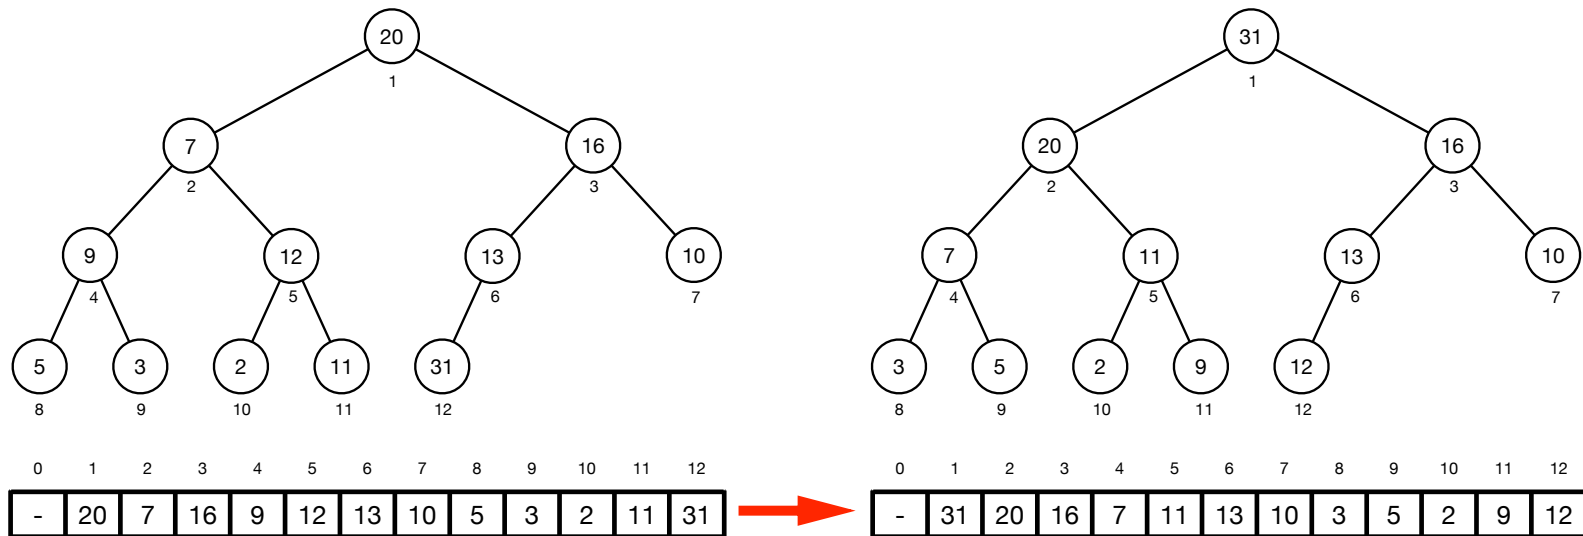 20 31
1 1
7 16 20 16
2 3 2 3
9 12 13 10 7 11 13 10
4 5 6 7 4 5 6 7
5 3 2 11 31 3 5 2 9 12
8 9 10 11 12 8 9 10 11 12
0 1 2 3 4 5 6 7 8 9 10 11 12 0 1 2 3 4 5 6 7 8 9 10 11 12
- 20 7 16 9 12 13 10 5 3 2 11 31 - 31 20 16 7 11 13 10 3 5 2 9 12